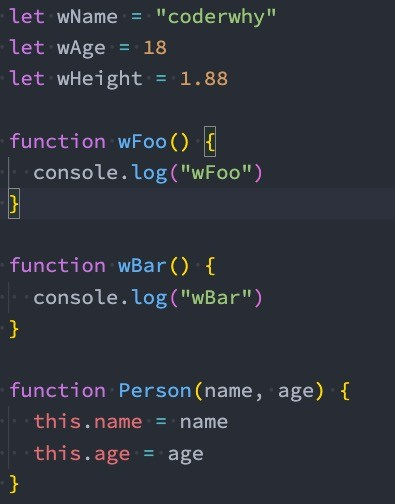 let wName = "coderwhy"
let wAge = 18
let wHeight = 1.88

function wFoo() {
  console.log("wFoo")
}

function wBar() {
  console.log("wBar")
}

function Person(name, age) {
  this.name = name
  this.age = age
}